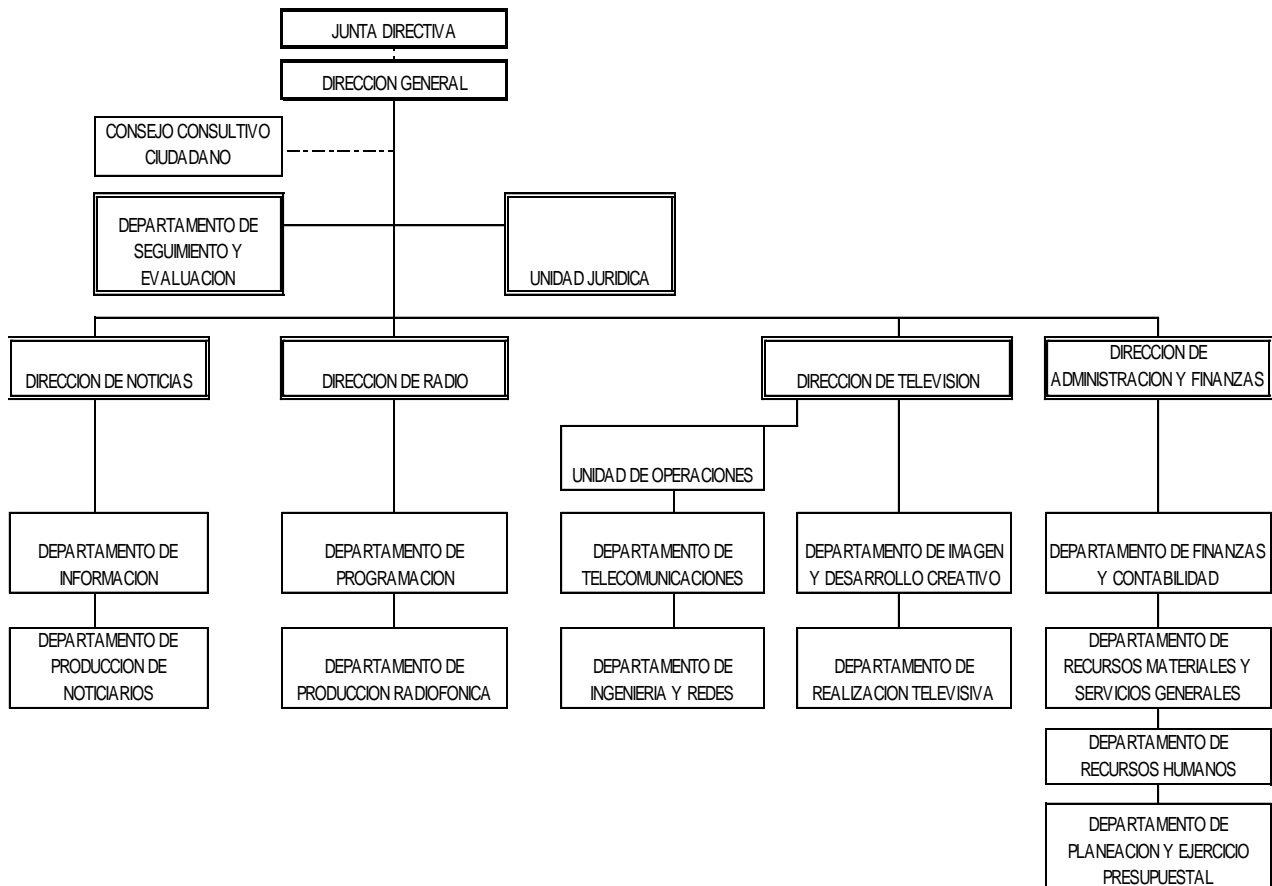 JUNTA DIRECTIVA
DIRECCION GENERAL
CONSEJO CONSULTIVO
CIUDADANO
DEPARTAMENTO DE
SEGUIMIENTO Y
EVALUACION
UNIDAD JURIDICA
DIRECCION DE NOTICIAS
DIRECCION DE RADIO
DIRECCION DE TELEVISION
DIRECCION DE
ADMINISTRACION Y FINANZAS
UNIDAD DE OPERACIONES
DEPARTAMENTO DE
INFORMACION
DEPARTAMENTO DE
PROGRAMACION
DEPARTAMENTO DE
TELECOMUNICACIONES
DEPARTAMENTO DE IMAGEN
Y DESARROLLO CREATIVO
DEPARTAMENTO DE FINANZAS
Y CONTABILIDAD
DEPARTAMENTO DE
PRODUCCION DE
NOTICIARIOS
DEPARTAMENTO DE
PRODUCCION RADIOFONICA
DEPARTAMENTO DE
INGENIERIA Y REDES
DEPARTAMENTO DE
REALIZACION TELEVISIVA
DEPARTAMENTO DE
RECURSOS MATERIALES Y
SERVICIOS GENERALES
DEPARTAMENTO DE
RECURSOS HUMANOS
DEPARTAMENTO DE
PLANEACION Y EJERCICIO
PRESUPUESTAL